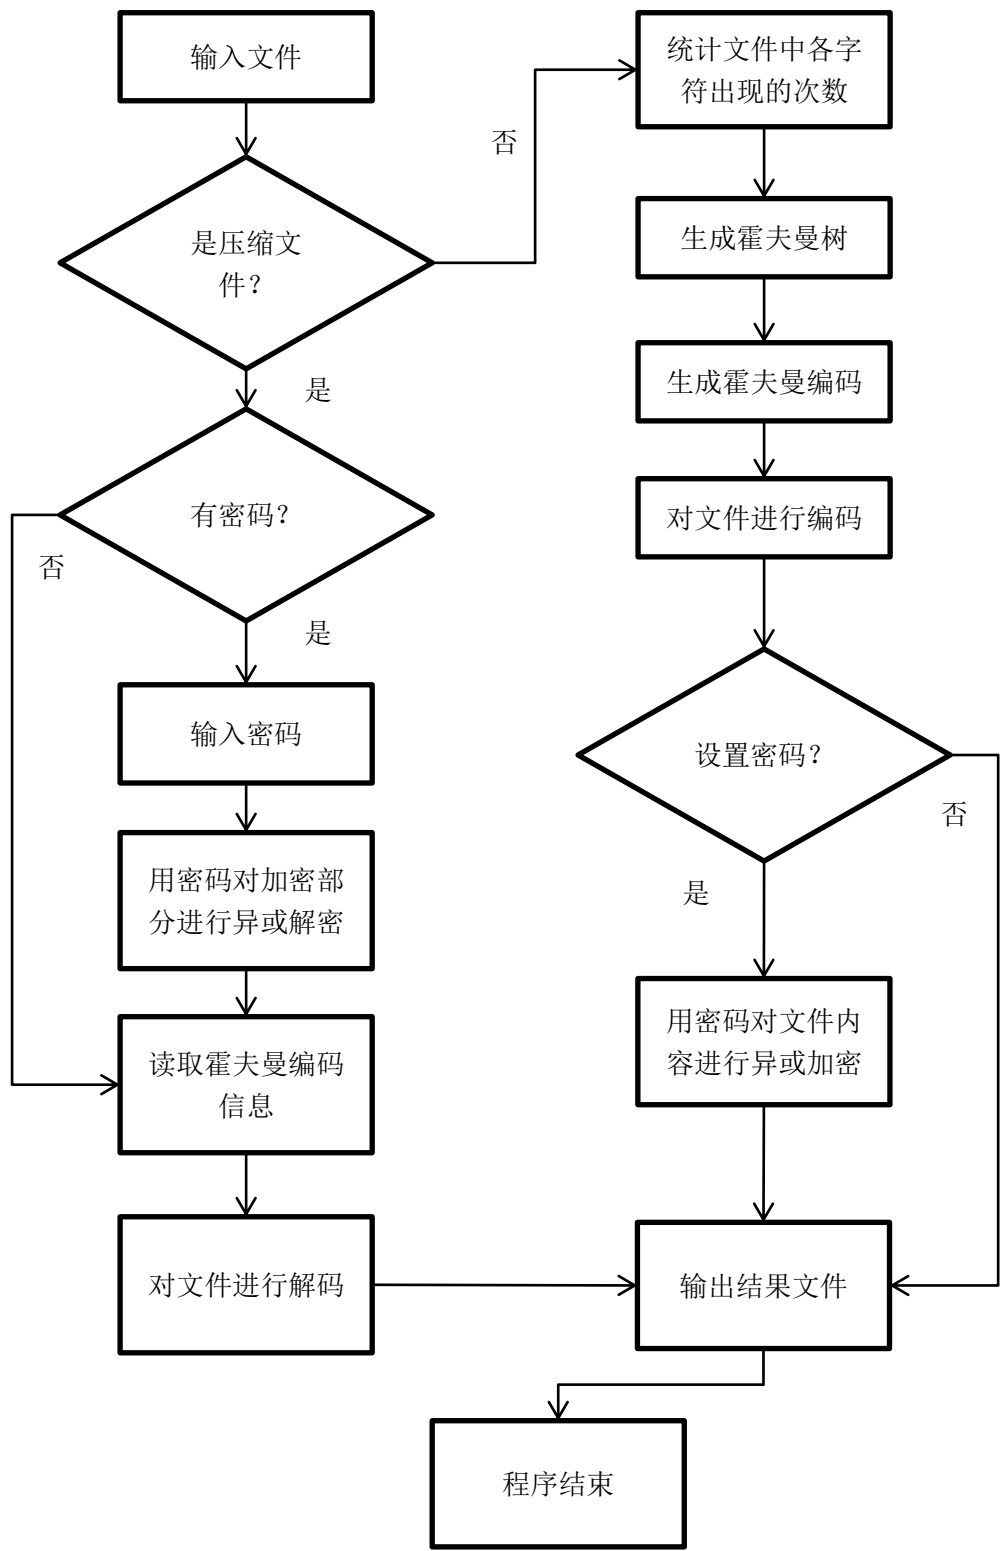 输入文件
是压缩文
件？
是
否
有密码？
否
是
输入密码
用密码对加密部
分进行异或解密
读取霍夫曼编码
信息
对文件进行解码
统计文件中各字
符出现的次数
生成霍夫曼树
生成霍夫曼编码
对文件进行编码
设置密码？
否
是
用密码对文件内
容进行异或加密
输出结果文件
程序结束